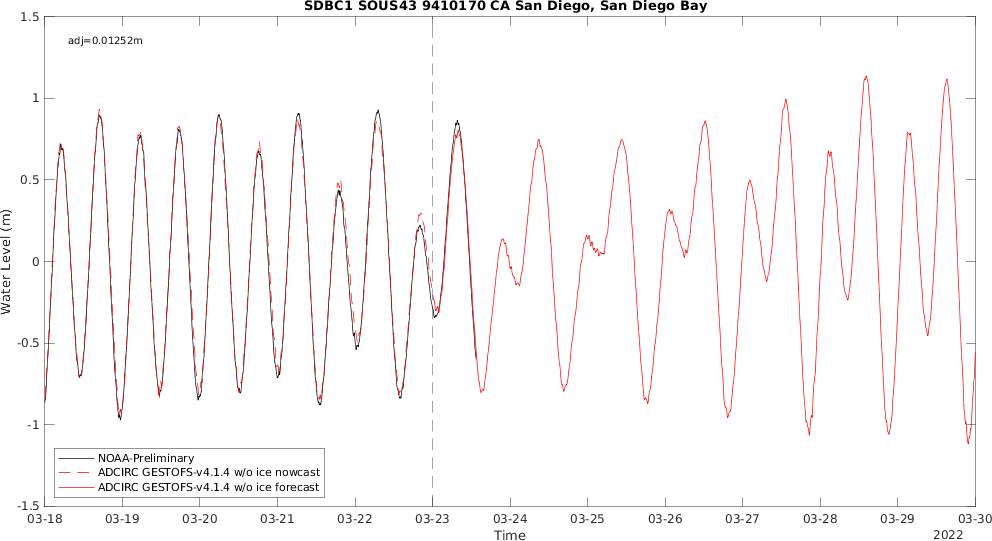 SDBC1 SOUS43 9410170 CA San Diego, San Diego Bay
adj=0.01252m
1.5
1
0.5
0
-0.5
-1
-1.5
Water Level (m)
NOAA-Preliminary
ADCIRC GESTOFS-v4.1.4 w/o ice nowcast
ADCIRC GESTOFS-v4.1.4 w/o ice forecast
03-18 03-19 03-20 03-21 03-22 03-23 03-24 03-25 03-26 03-27 03-28 03-29 03-30
Time
2022